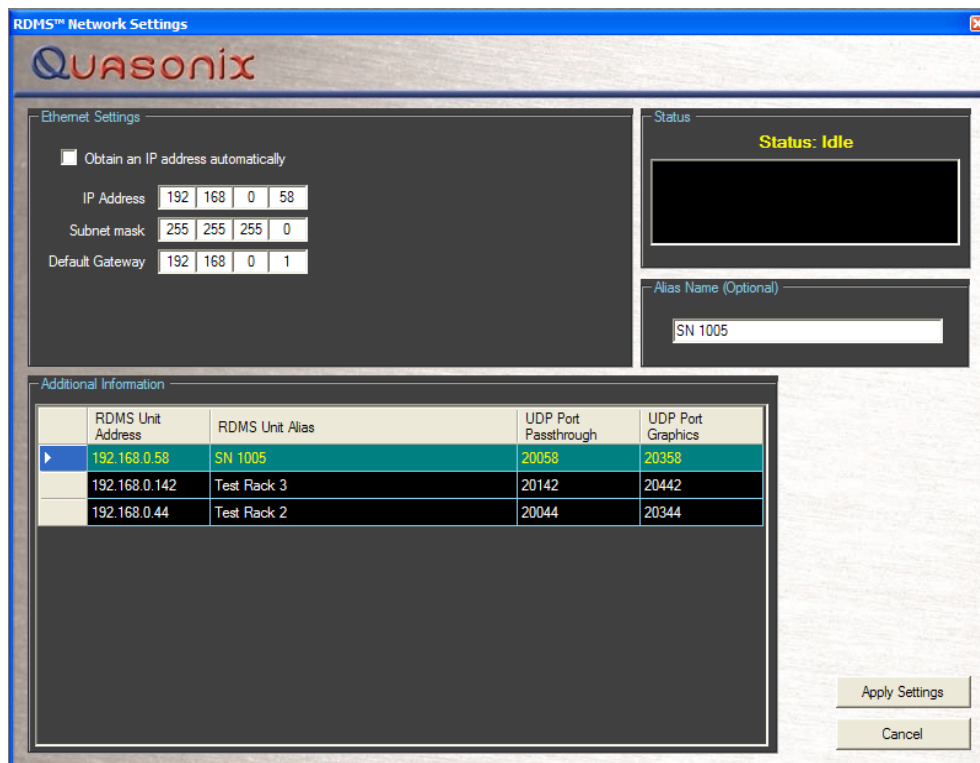 RDMS™ Network Settings
Quasonix
Ethernet Settings
Obtain an IP address automatically
IP Address 192 168 0 58
Subnet mask 255 255 255 0
Default Gateway 192 168 0 1
Status
Status: Idle
Alias Name (Optional)
SN 1005
Additional Information
RDMS Unit Address RDMS Unit Alias UDP Port Passthrough UDP Port Graphics
192.168.0.58 SN 1005 20058 20358
192.168.0.142 Test Rack 3 20142 20442
192.168.0.44 Test Rack 2 20044 20344
Apply Settings
Cancel